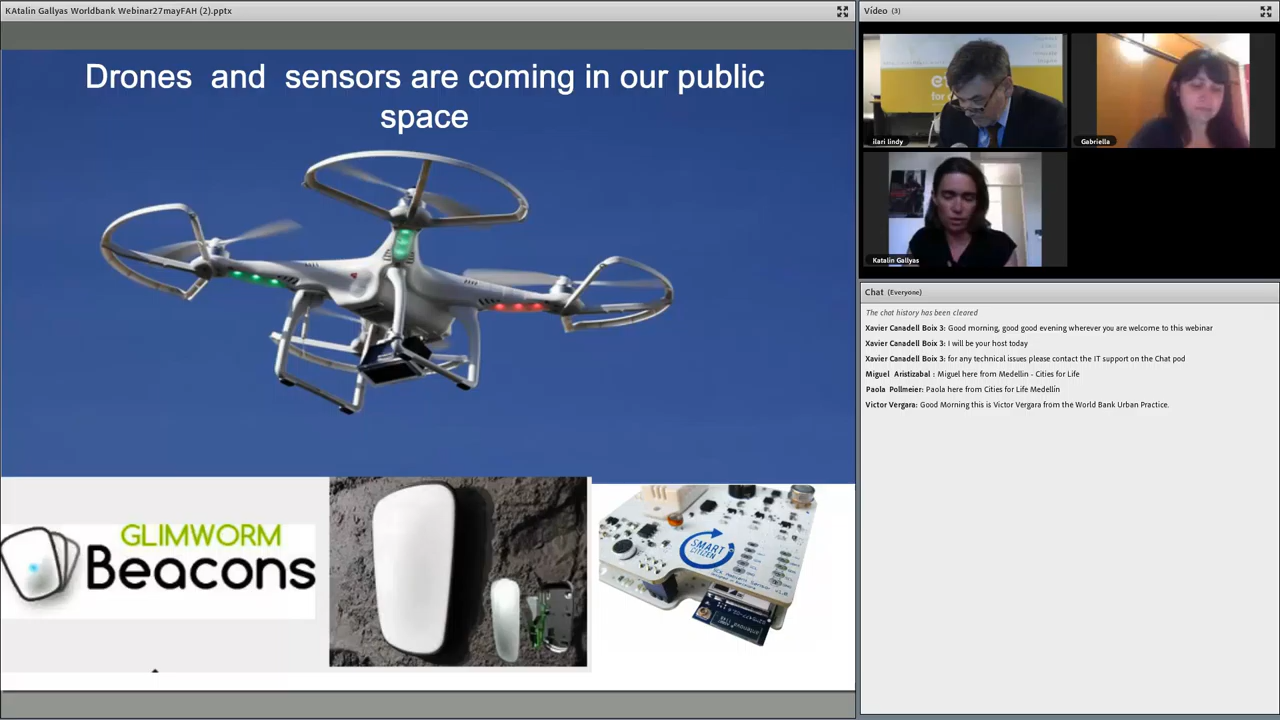 KAtalin Gallyas Worldbank Webinar27mayFAH (2).pptx
Drones and sensors are coming in our public
space
GLIMWORM
Beacons
SMART
CITIZEN
Vídeo (3)
ilari lindy
Gabriella
Katalin Gallyas
Chat (Everyone)
The chat history has been cleared
Xavier Canadell Boix 3: Good morning, good good evening wherever you are welcome to this webinar
Xavier Canadell Boix 3: I will be your host today
Xavier Canadell Boix 3: for any technical issues please contact the IT support on the Chat pod
Miguel Aristizabal : Miguel here from Medellin - Cities for Life
Paola Pollmeier: Paola here from Cities for Life Medellín
Victor Vergara: Good Morning this is Victor Vergara from the World Bank Urban Practice.